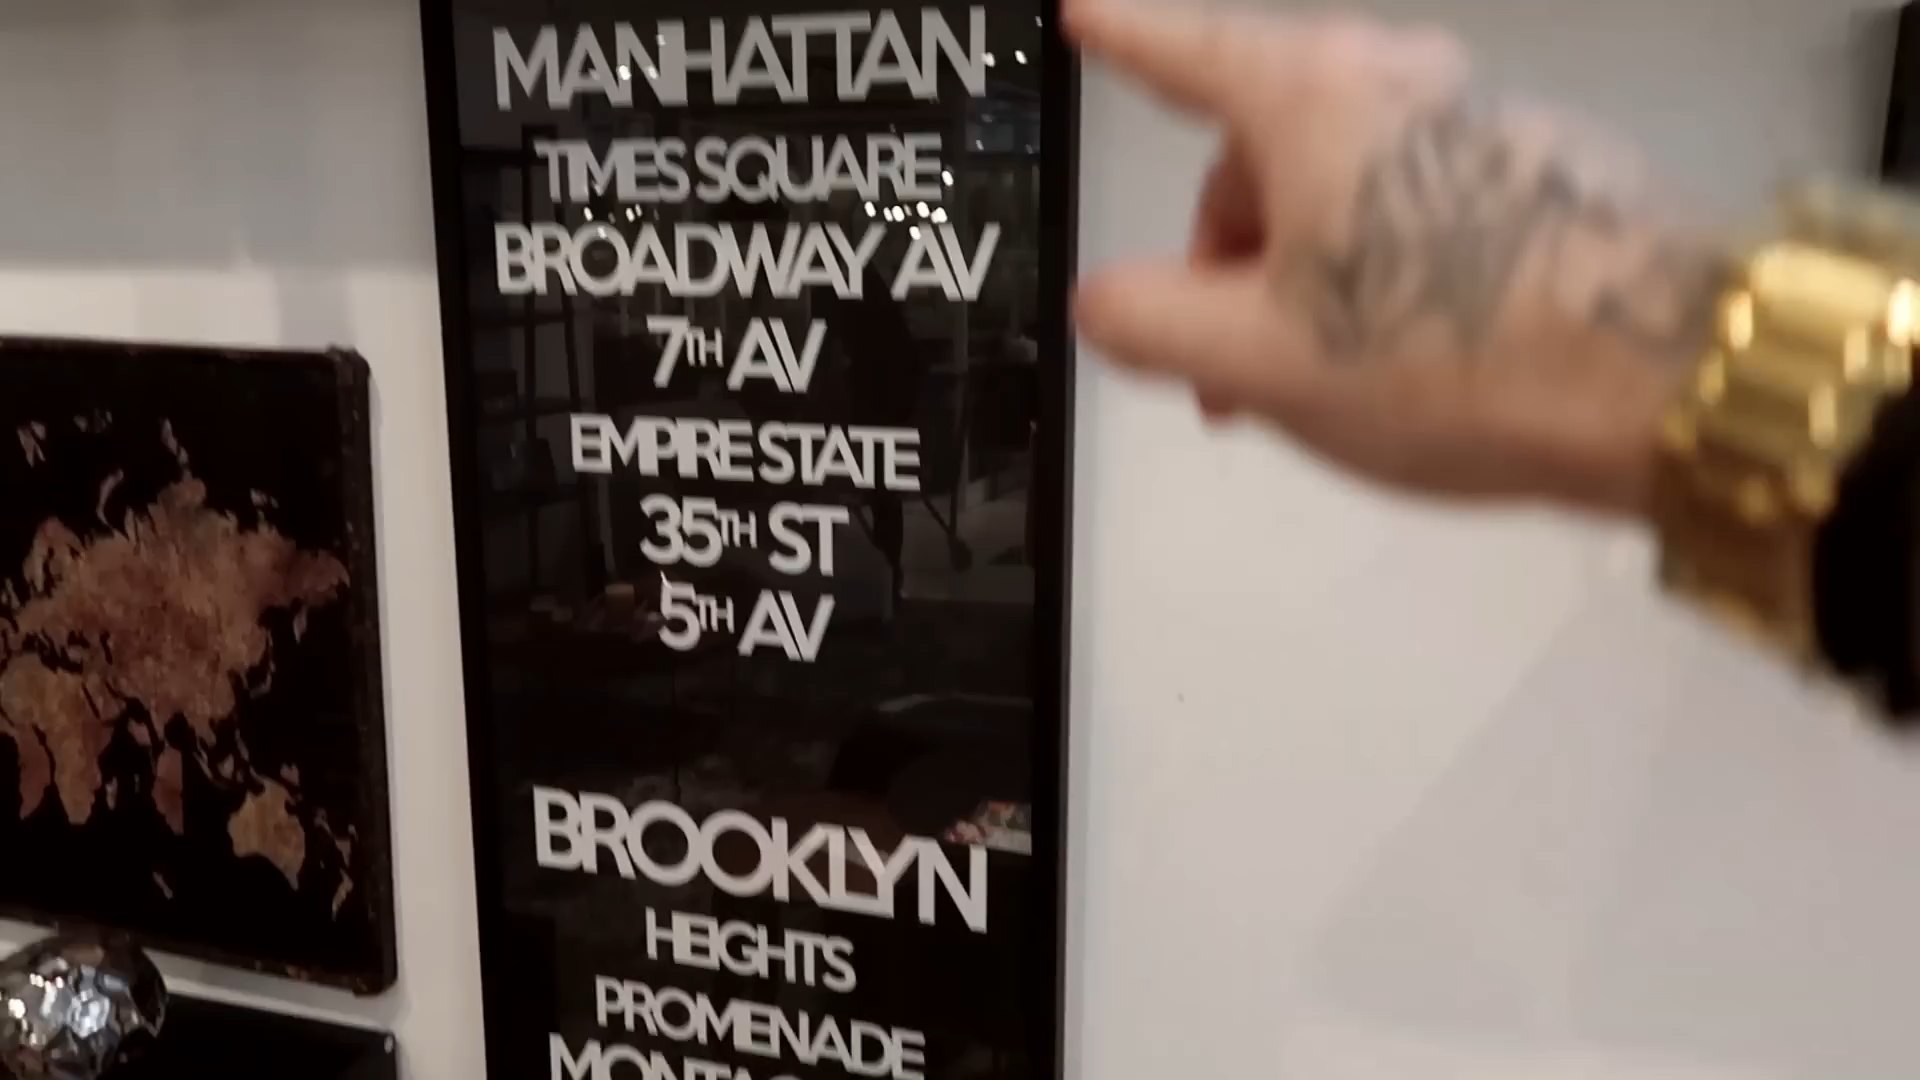 MANHATTAN
TIMES SQUARE
BROADWAY AV
7TH AV
EMPIRE STATE
35TH ST
5TH AV
BROOKLYN
HEIGHTS
PROMENADE